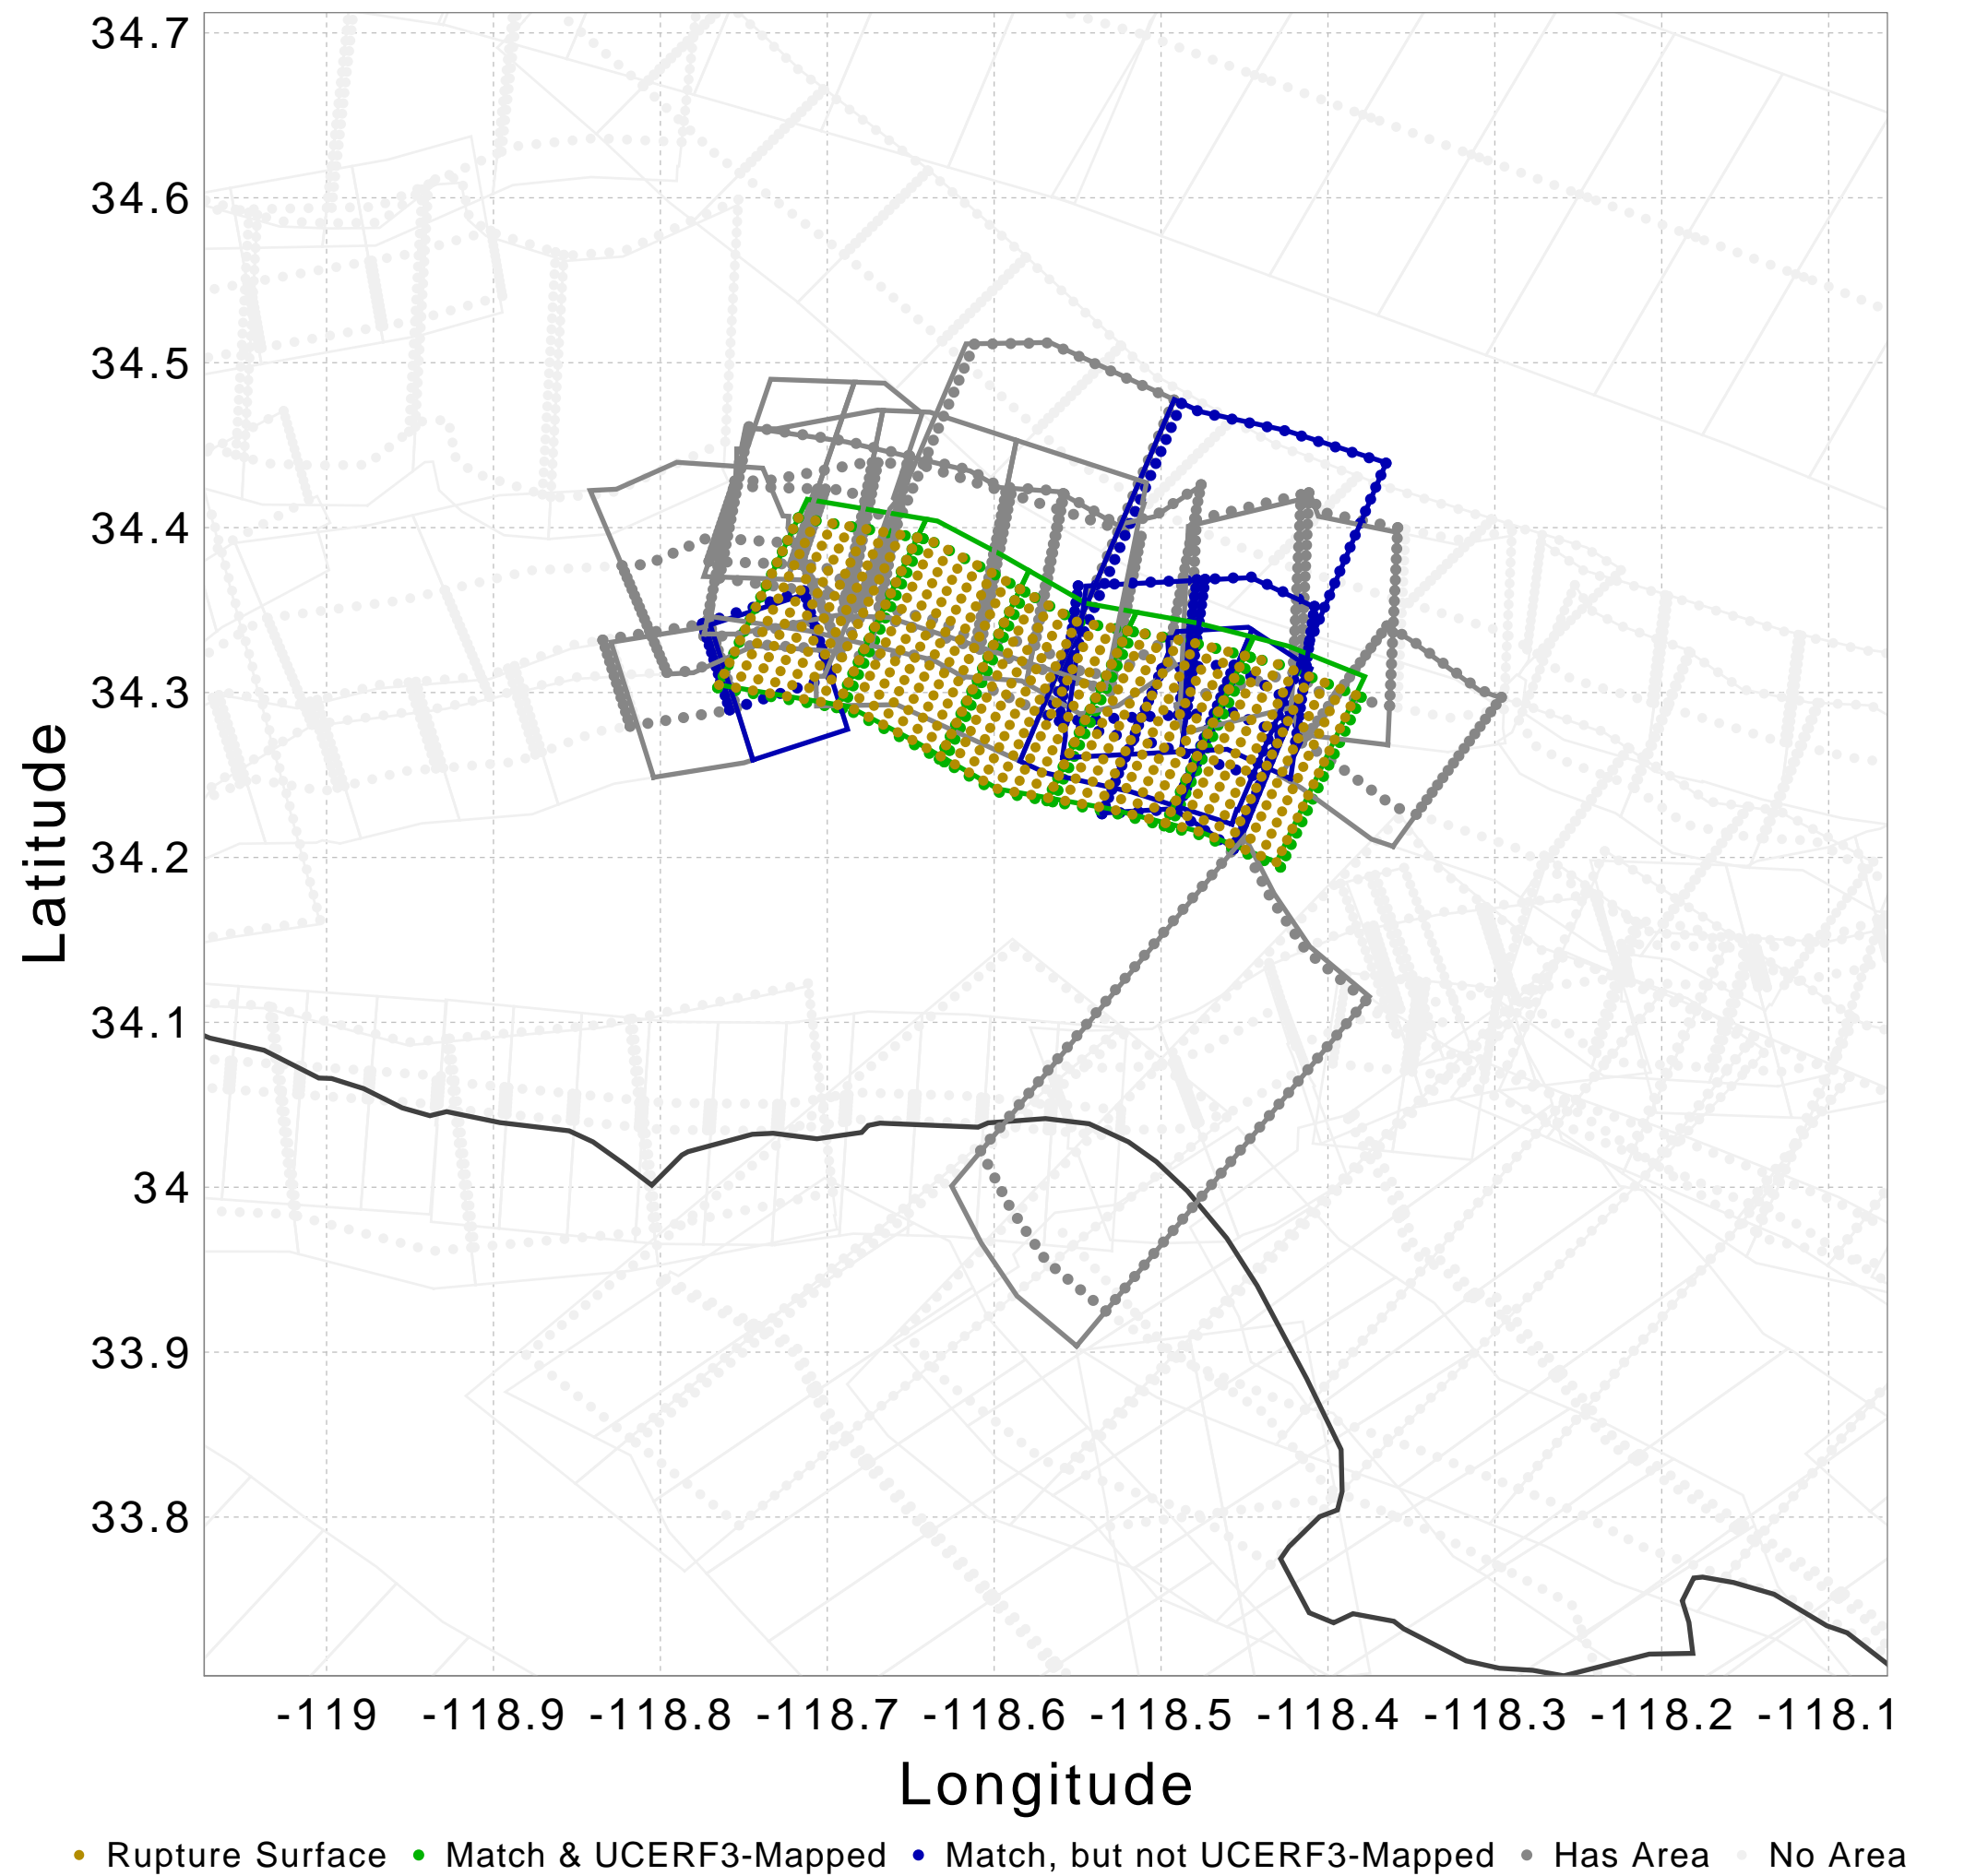 34.7
34.6
34.5
34.4
34.3
34.2
34.1
34
33.9
33.8
Latitude
-119 -118.9 -118.8 -118.7 -118.6 -118.5 -118.4 -118.3 -118.2 -118.1
Longitude
Rupture Surface Match & UCERF3-Mapped Match, but not UCERF3-Mapped Has Area No Area